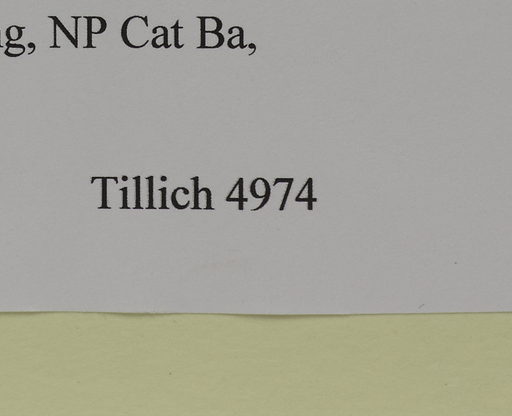 NP Cat Ba,
Tillich 4974